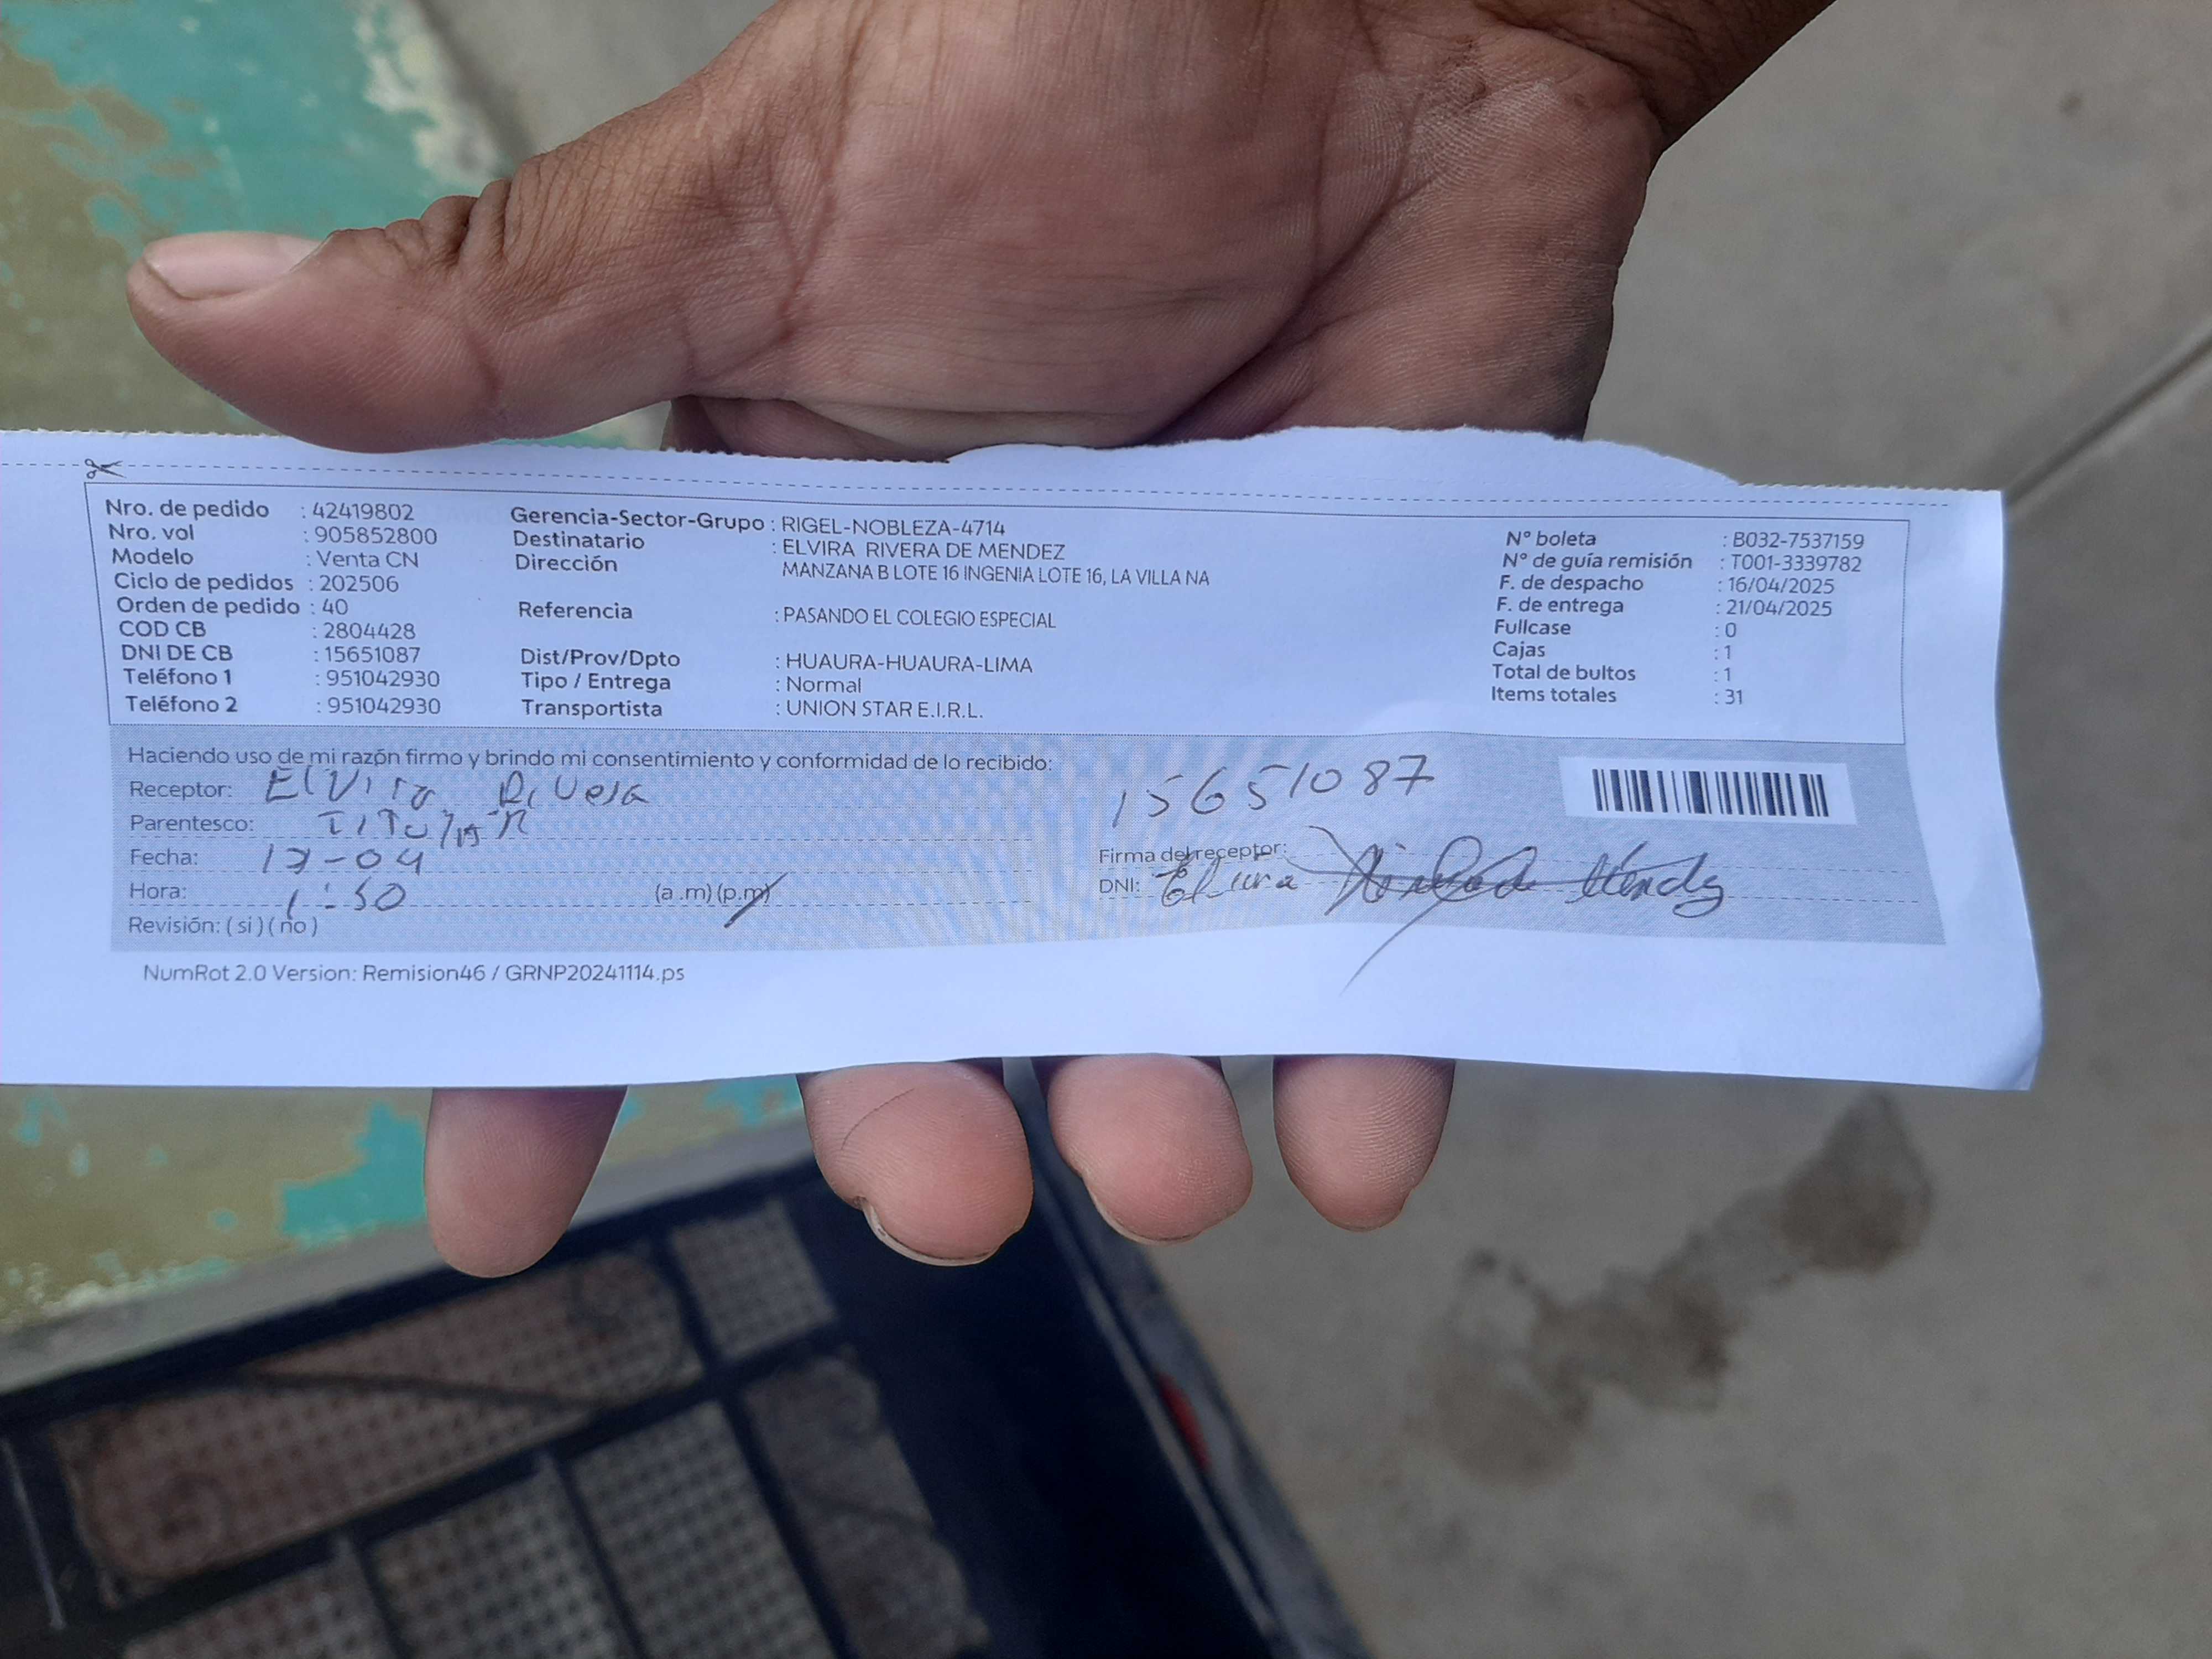 Nro. de pedido : 42419802
Nro. vol : 905852800
Modelo : Venta CN
Ciclo de pedidos : 202506
Orden de pedido : 40
COD CB : 2804428
DNI DE CB : 15651087
Teléfono 1 : 951042930
Teléfono 2 : 951042930
Gerencia-Sector-Grupo : RIGEL-NOBLEZA-4714
Destinatario : ELVIRA RIVERA DE MENDEZ
Dirección : MANZANA B LOTE 16 INGENIA LOTE 16, LA VILLA NA
Referencia : PASANDO EL COLEGIO ESPECIAL
Dist/Prov/Dpto : HUAURA-HUAURA-LIMA
Tipo / Entrega : Normal
Transportista : UNION STAR E.I.R.L.
N° boleta : B032-7537159
N° de guía remisión : T001-3339782
F. de despacho : 16/04/2025
F. de entrega : 21/04/2025
Fullcase : 0
Cajas : 1
Total de bultos : 1
Items totales : 31
Haciendo uso de mi razón firmo y brindo mi consentimiento y conformidad de lo recibido:
Receptor: Elvira Rivera
Parentesco: TITulAR
Fecha: 17-04
Hora: 1:50 (a.m) (p.m)
Revisión: ( si ) ( no )
15651087
Firma del receptor:
DNI: Elvira
NumRot 2.0 Version: Remision46 / GRNP20241114.ps